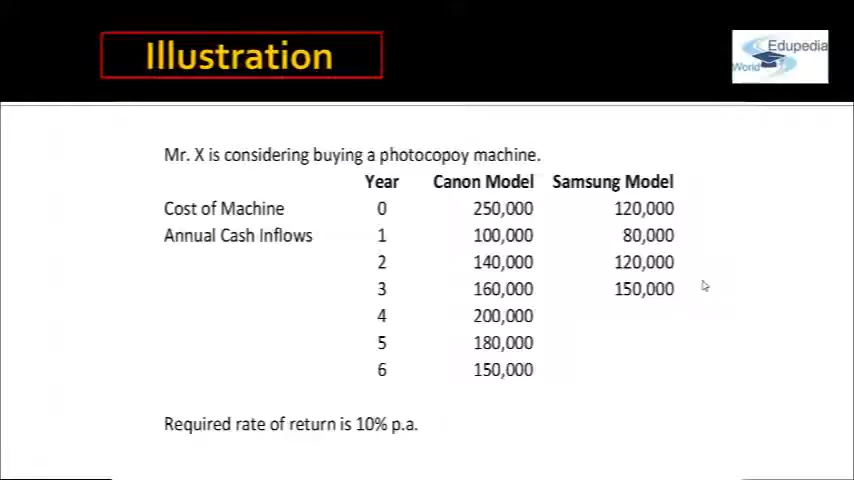 Illustration
Edupedia
World
Mr. X is considering buying a photocopoy machine.
Year Canon Model Samsung Model
Cost of Machine 0 250,000 120,000
Annual Cash Inflows 1 100,000 80,000
2 140,000 120,000
3 160,000 150,000
4 200,000
5 180,000
6 150,000
Required rate of return is 10% p.a.